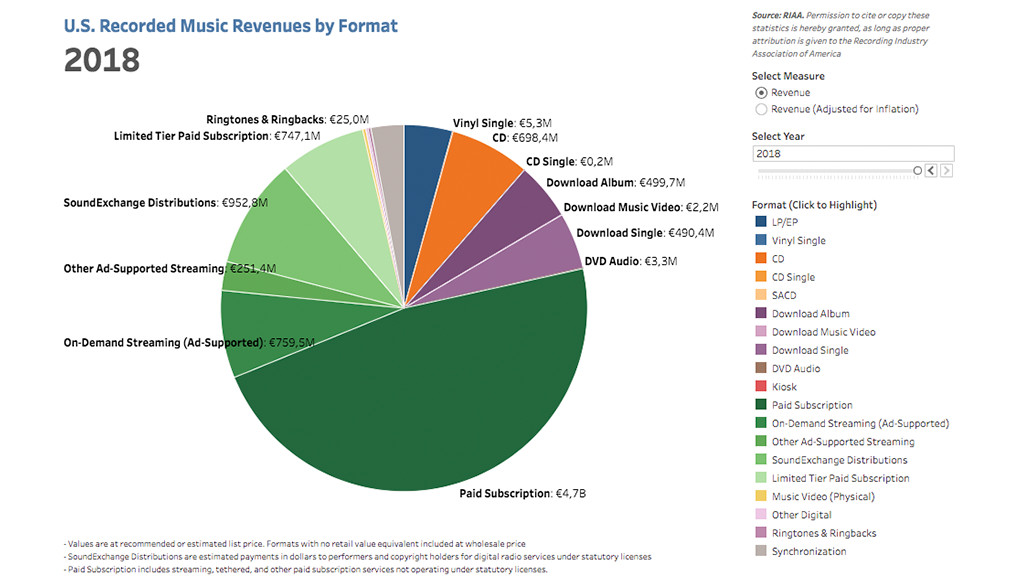 U.S. Recorded Music Revenues by Format
2018
Source: RIAA. Permission to cite or copy these
statistics is hereby granted, as long as proper
attribution is given to the Recording Industry
Association of America
Select Measure
Revenue
Revenue (Adjusted for Inflation)
Select Year
2018
Format (Click to Highlight)
LP/EP
Vinyl Single
CD
CD Single
SACD
Download Album
Download Music Video
Download Single
DVD Audio
Kiosk
Paid Subscription
On-Demand Streaming (Ad-Supported)
Other Ad-Supported Streaming
SoundExchange Distributions
Limited Tier Paid Subscription
Music Video (Physical)
Other Digital
Ringtones & Ringbacks
Synchronization
Ringtones & Ringbacks: €25,0M
Limited Tier Paid Subscription: €747,1M
SoundExchange Distributions: €952,8M
Other Ad-Supported Streaming: €251,4M
On-Demand Streaming (Ad-Supported): €759,5M
Vinyl Single: €5,3M
CD: €698,4M
CD Single: €0,2M
Download Album: €499,7M
Download Music Video: €2,2M
Download Single: €490,4M
DVD Audio: €3,3M
Paid Subscription: €4,7B
- Values are at recommended or estimated list price. Formats with no retail value equivalent included at wholesale price
- SoundExchange Distributions are estimated payments in dollars to performers and copyright holders for digital radio services under statutory licenses
- Paid Subscription includes streaming, tethered, and other paid subscription services not operating under statutory licenses.